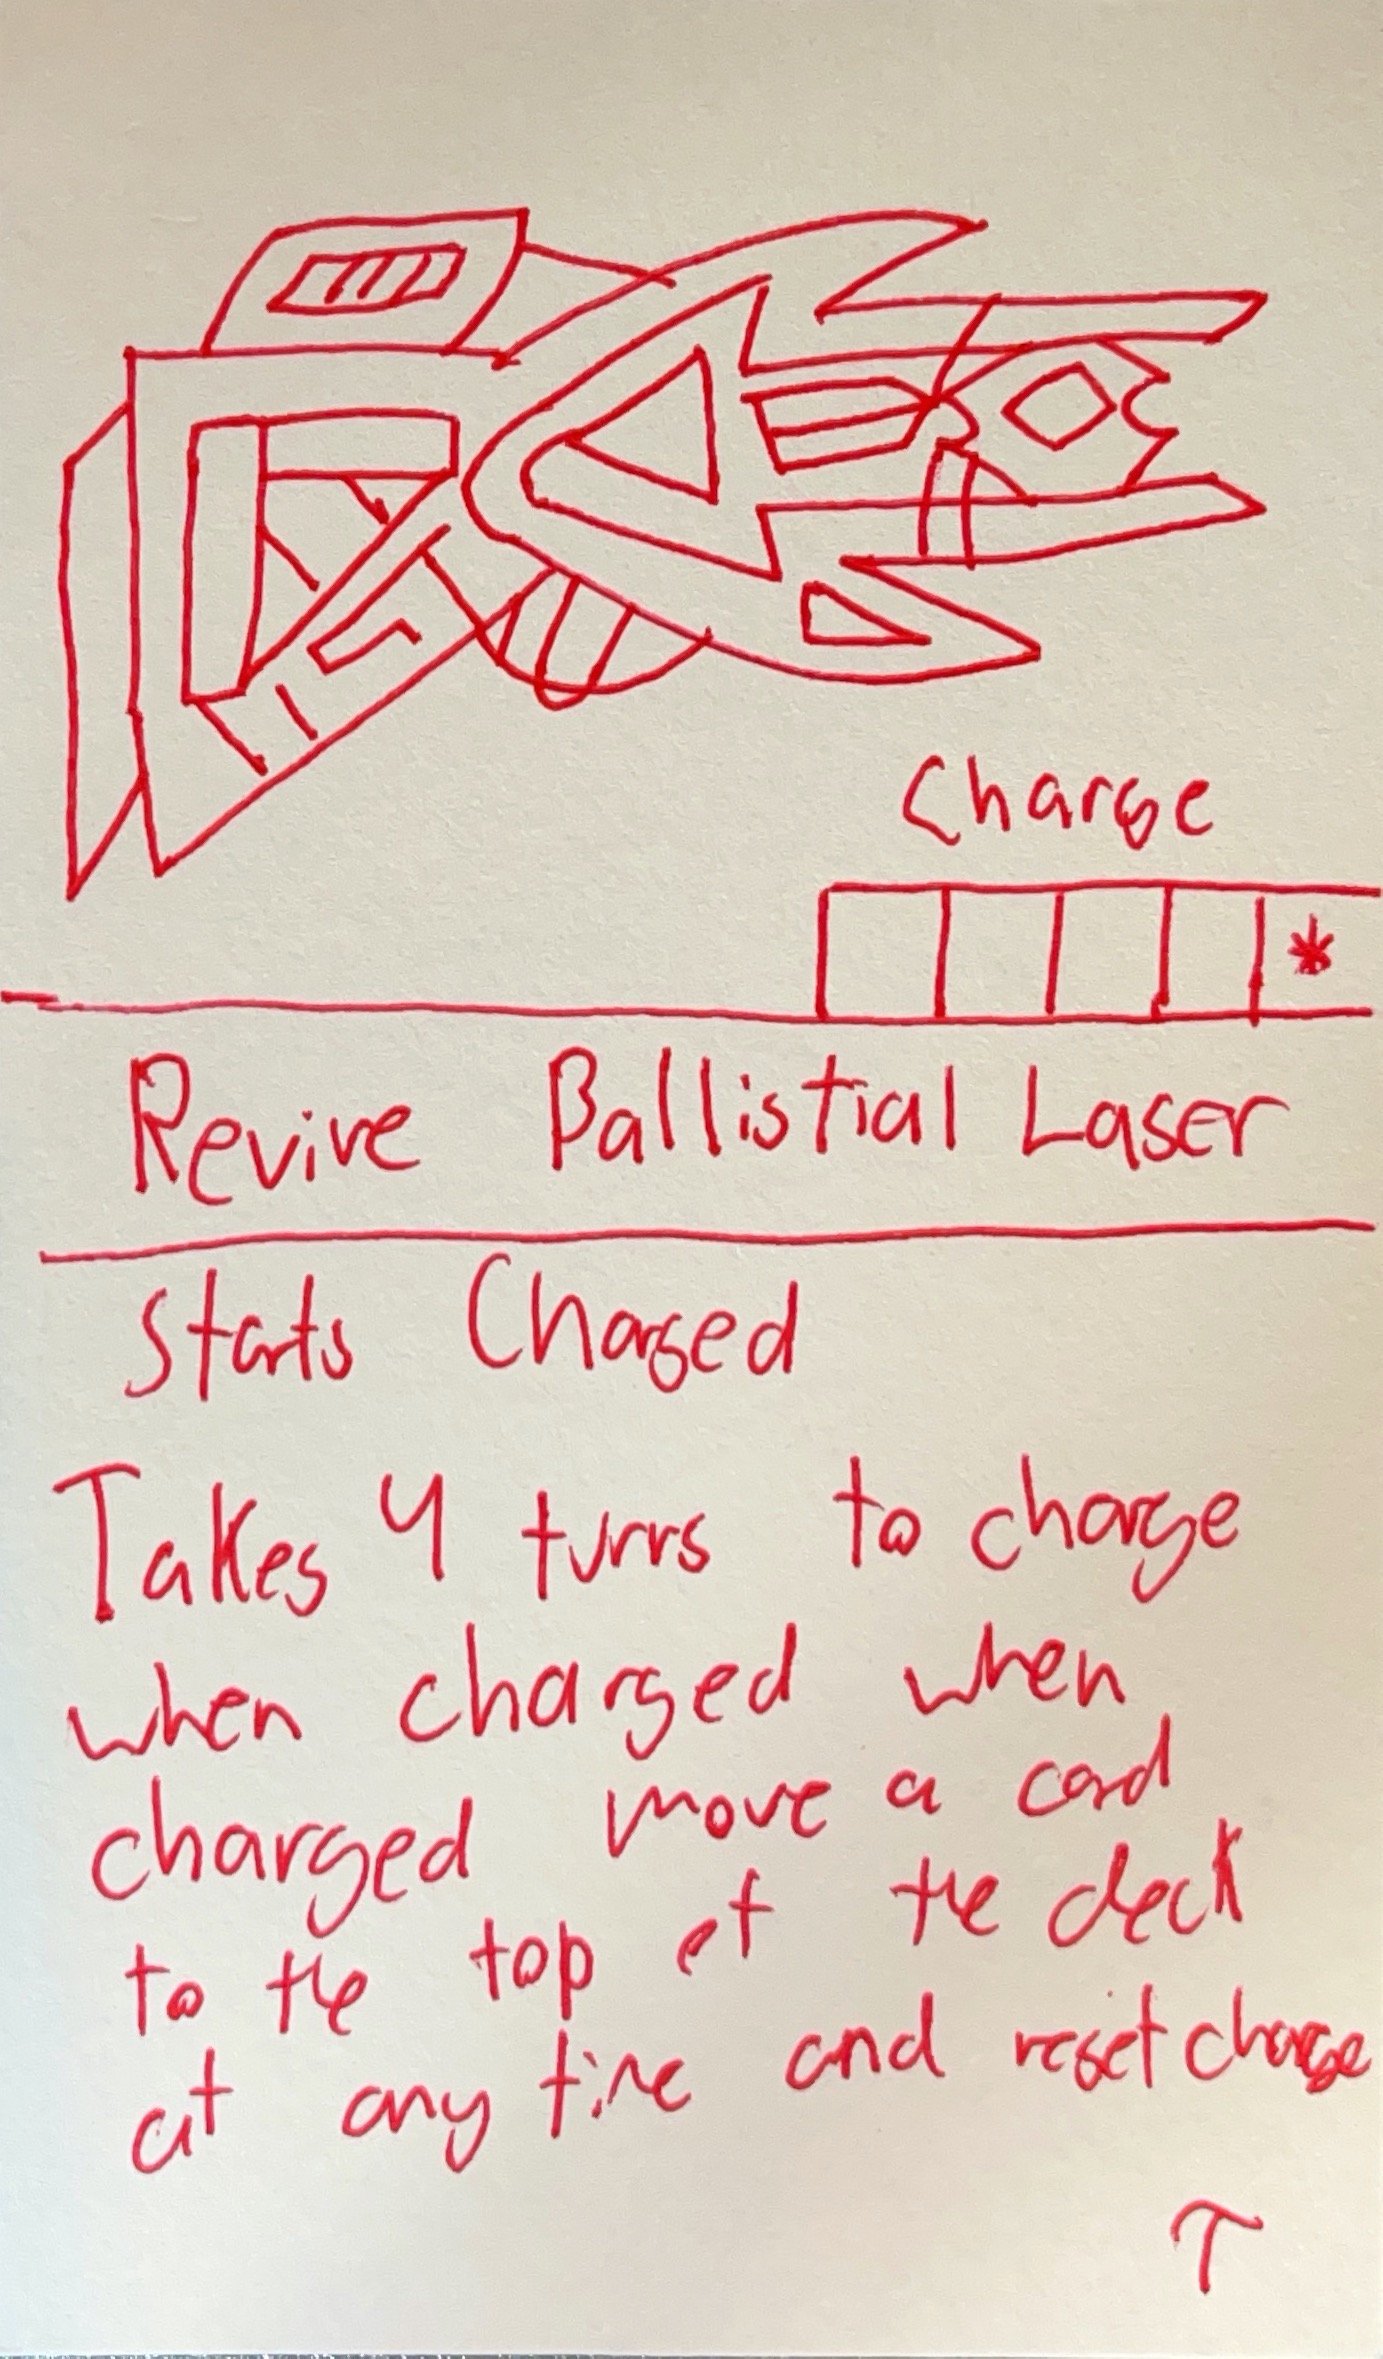 Charge
*
Revive Ballistial Laser
Starts Charged
Takes 4 turns to charge
when charged when
charged move a card
to the top of the deck
at any time and reset charge
T